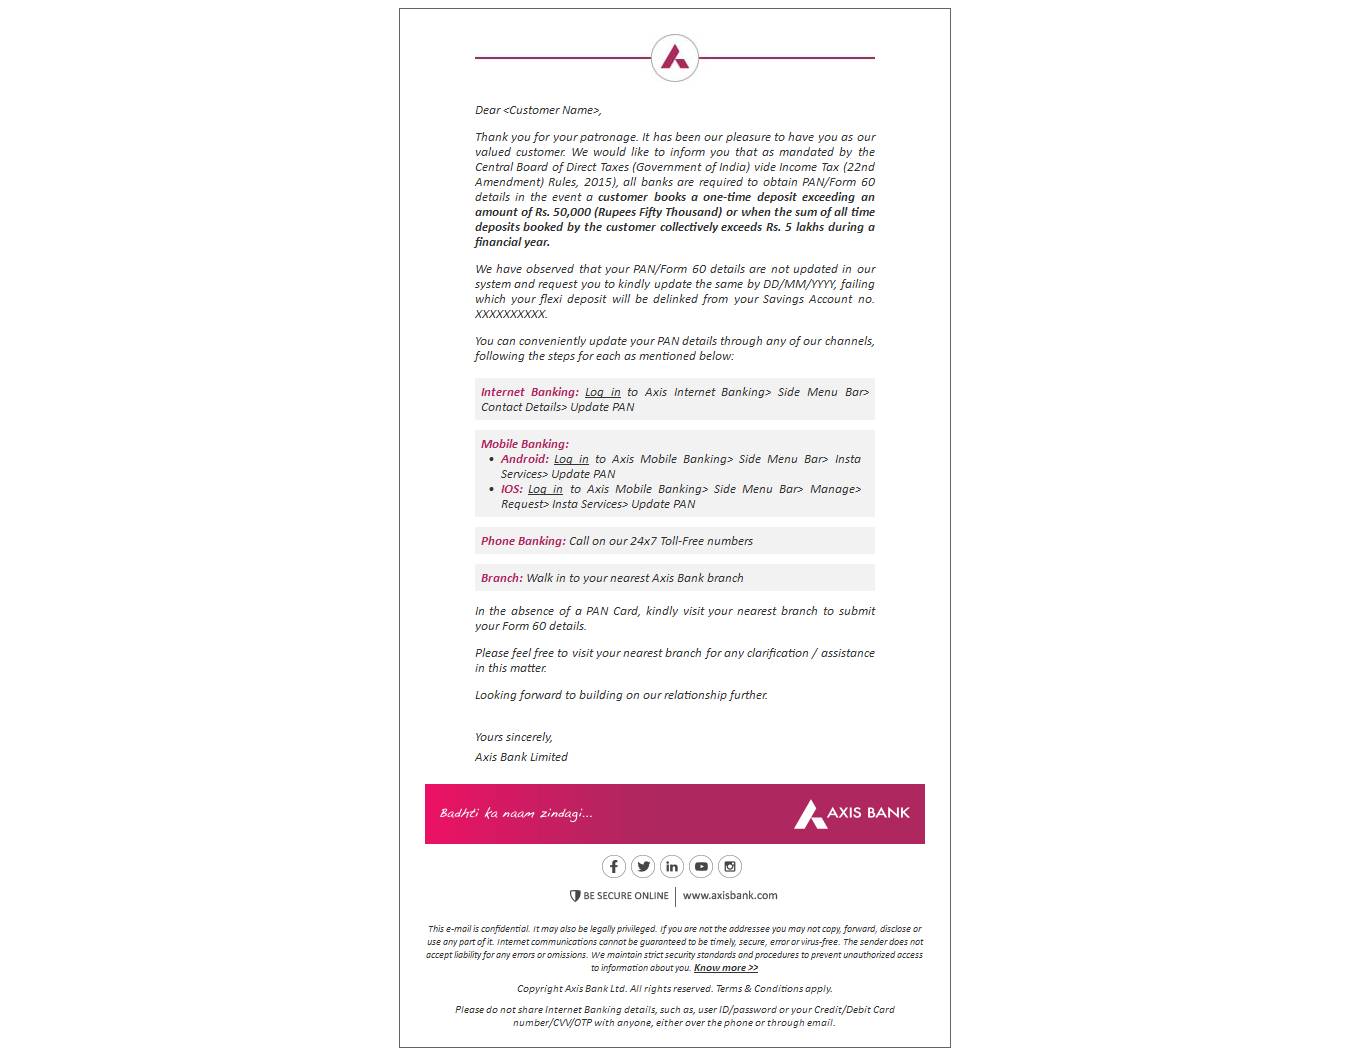 Dear <Customer Name>,
Thank you for your patronage. It has been our pleasure to have you as our
valued customer. We would like to inform you that as mandated by the
Central Board of Direct Taxes (Government of India) vide Income Tax (22nd
Amendment) Rules, 2015), all banks are required to obtain PAN/Form 60
details in the event a customer books a one-time deposit exceeding an
amount of Rs. 50,000 (Rupees Fifty Thousand) or when the sum of all time
deposits booked by the customer collectively exceeds Rs. 5 lakhs during a
financial year.
We have observed that your PAN/Form 60 details are not updated in our
system and request you to kindly update the same by DD/MM/YYYY, failing
which your flexi deposit will be delinked from your Savings Account no.
XXXXXXXXXX.
You can conveniently update your PAN details through any of our channels,
following the steps for each as mentioned below:
Internet Banking: Log in to Axis Internet Banking> Side Menu Bar>
Contact Details> Update PAN
Mobile Banking:
• Android: Log in to Axis Mobile Banking> Side Menu Bar> Insta
Services> Update PAN
• IOS: Log in to Axis Mobile Banking> Side Menu Bar> Manage>
Request> Insta Services> Update PAN
Phone Banking: Call on our 24x7 Toll-Free numbers
Branch: Walk in to your nearest Axis Bank branch
In the absence of a PAN Card, kindly visit your nearest branch to submit
your Form 60 details.
Please feel free to visit your nearest branch for any clarification / assistance
in this matter.
Looking forward to building on our relationship further.
Yours sincerely,
Axis Bank Limited
Badhti ka naam zindagi...
AXIS BANK
BE SECURE ONLINE | www.axisbank.com
This e-mail is confidential. It may also be legally privileged. If you are not the addressee you may not copy, forward, disclose or
use any part of it. Internet communications cannot be guaranteed to be timely, secure, error or virus-free. The sender does not
accept liability for any errors or omissions. We maintain strict security standards and procedures to prevent unauthorized access
to information about you. Know more >>
Copyright Axis Bank Ltd. All rights reserved. Terms & Conditions apply.
Please do not share Internet Banking details, such as, user ID/password or your Credit/Debit Card
number/CVV/OTP with anyone, either over the phone or through email.